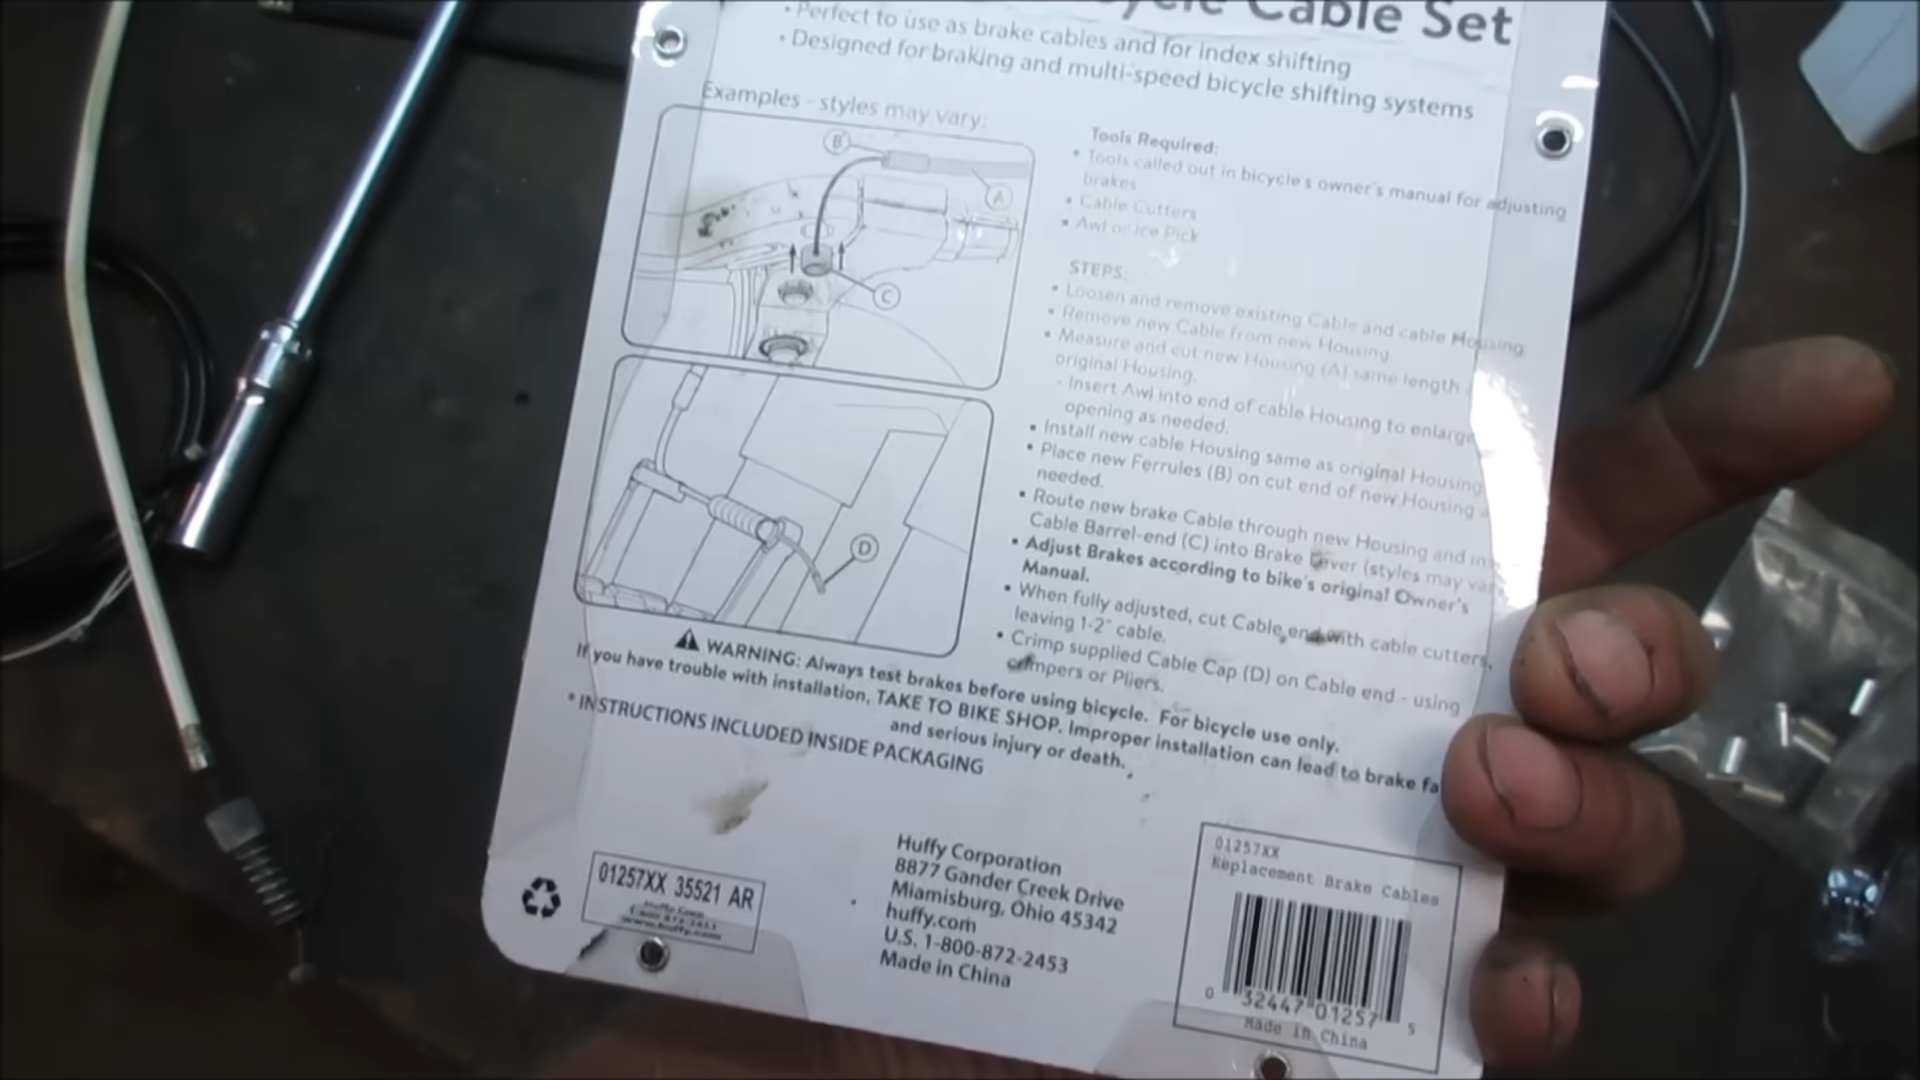 Cable Set
• Perfect to use as brake cables and for index shifting
• Designed for braking and multi-speed bicycle shifting systems
Examples - styles may vary:
B
A
C
D
Tools Required:
• Tools called out in bicycle's owner's manual for adjusting
brakes
• Cable Cutters
• Awl or Ice Pick
STEPS:
• Loosen and remove existing Cable and cable Housing
• Remove new Cable from new Housing
• Measure and cut new Housing (A) same length
original Housing.
- Insert Awl into end of cable Housing to enlarge
opening as needed.
• Install new cable Housing same as original Housing
• Place new Ferrules (B) on cut end of new Housing
needed.
• Route new brake Cable through new Housing and
Cable Barrel-end (C) into Brake Lever (styles may
• Adjust Brakes according to bike's original Owner's
Manual.
• When fully adjusted, cut Cable end with cable cutters,
leaving 1-2" cable.
• Crimp supplied Cable Cap (D) on Cable end - using
crimpers or Pliers.
WARNING: Always test brakes before using bicycle. For bicycle use only.
If you have trouble with installation, TAKE TO BIKE SHOP. Improper installation can lead to brake
and serious injury or death.
* INSTRUCTIONS INCLUDED INSIDE PACKAGING
01257XX 35521 AR
Huffy Corp.
1-800-872-2453
www.huffy.com
Huffy Corporation
8877 Gander Creek Drive
Miamisburg, Ohio 45342
huffy.com
U.S. 1-800-872-2453
Made in China
01257XX
Replacement Brake Cables
0 32447 01257 5
Made in China